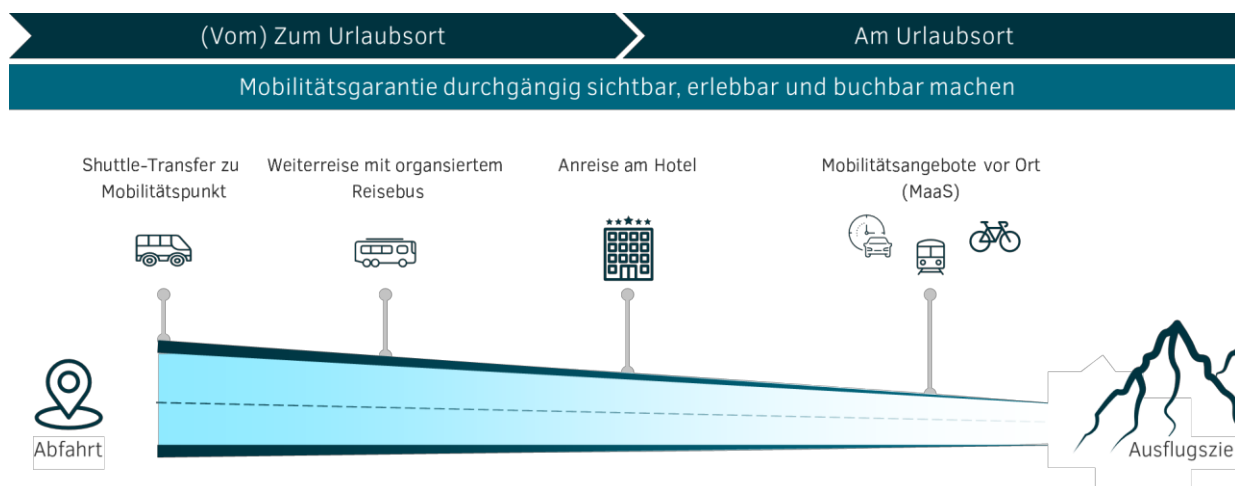 (Vom) Zum Urlaubsort
Am Urlaubsort
Mobilitätsgarantie durchgängig sichtbar, erlebbar und buchbar machen
Shuttle-Transfer zu
Mobilitätspunkt
Weiterreise mit organsiertem
Reisebus
Anreise am Hotel
Mobilitätsangebote vor Ort
(MaaS)
Abfahrt
Ausflugszie